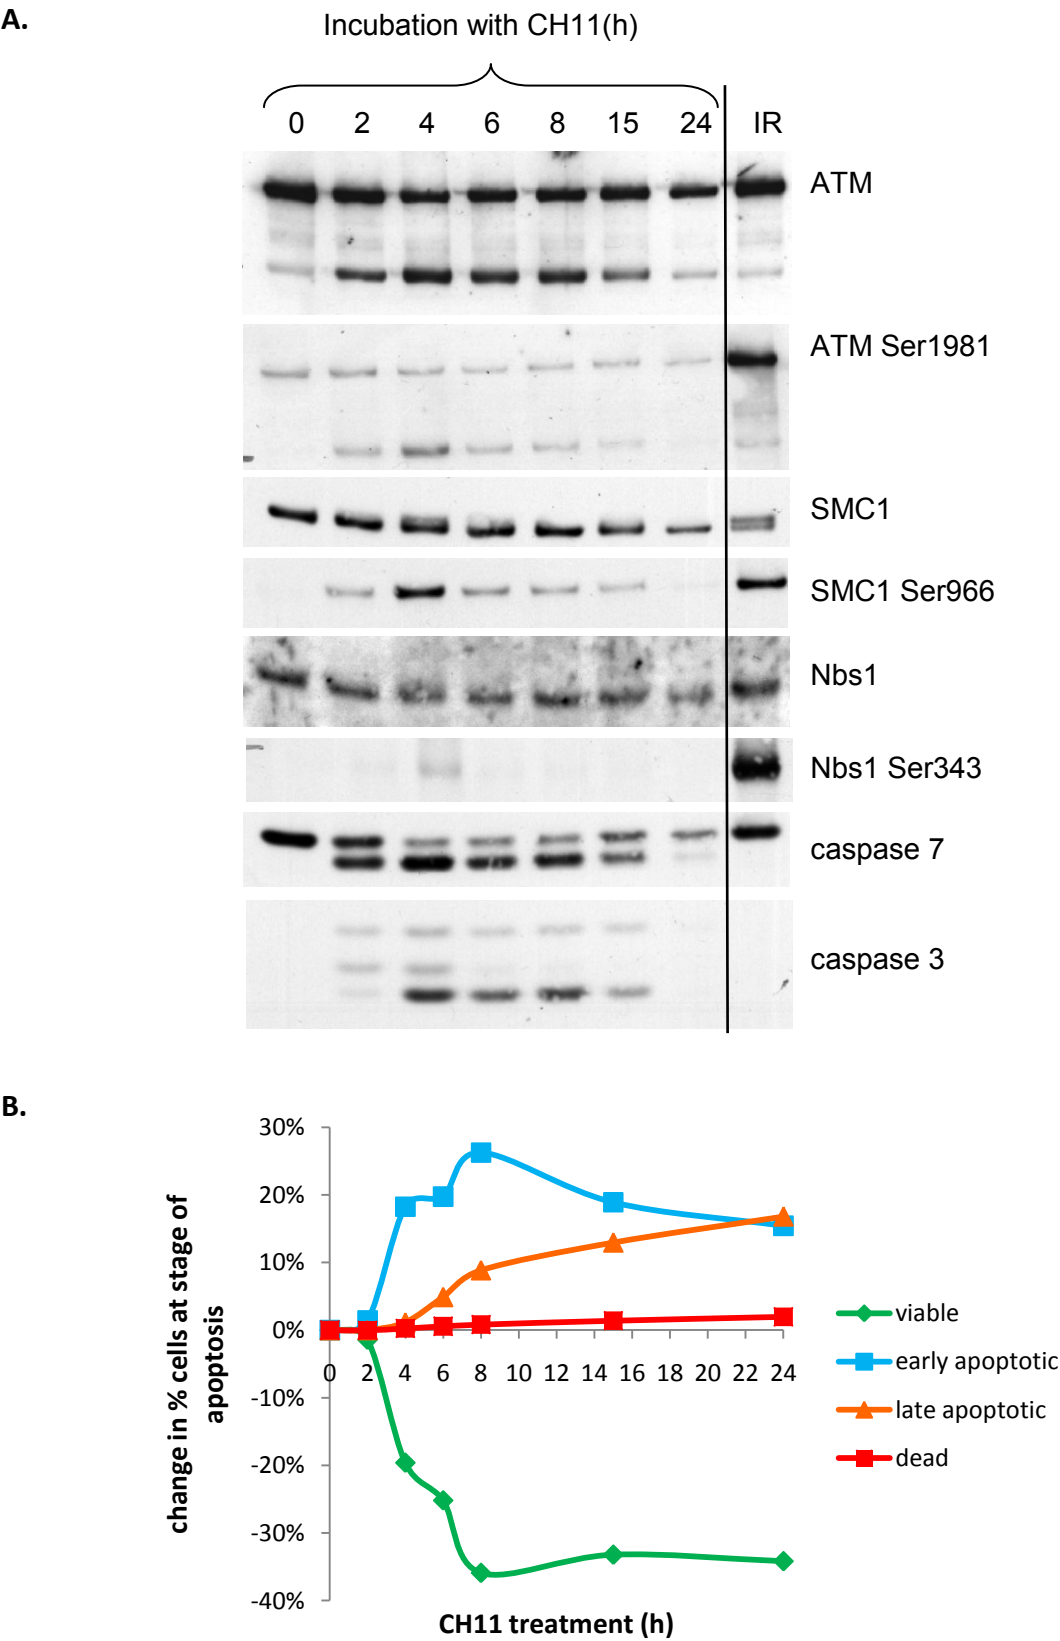 A.
Incubation with CH11(h)
0 2 4 6 8 15 24 IR
ATM
ATM Ser1981
SMC1
SMC1 Ser966
Nbs1
Nbs1 Ser343
caspase 7
caspase 3
B.
change in % cells at stage of
apoptosis
30%
20%
10%
0%
-10%
-20%
-30%
-40%
0 2 4 6 8 10 12 14 16 18 20 22 24
CH11 treatment (h)
viable
early apoptotic
late apoptotic
dead